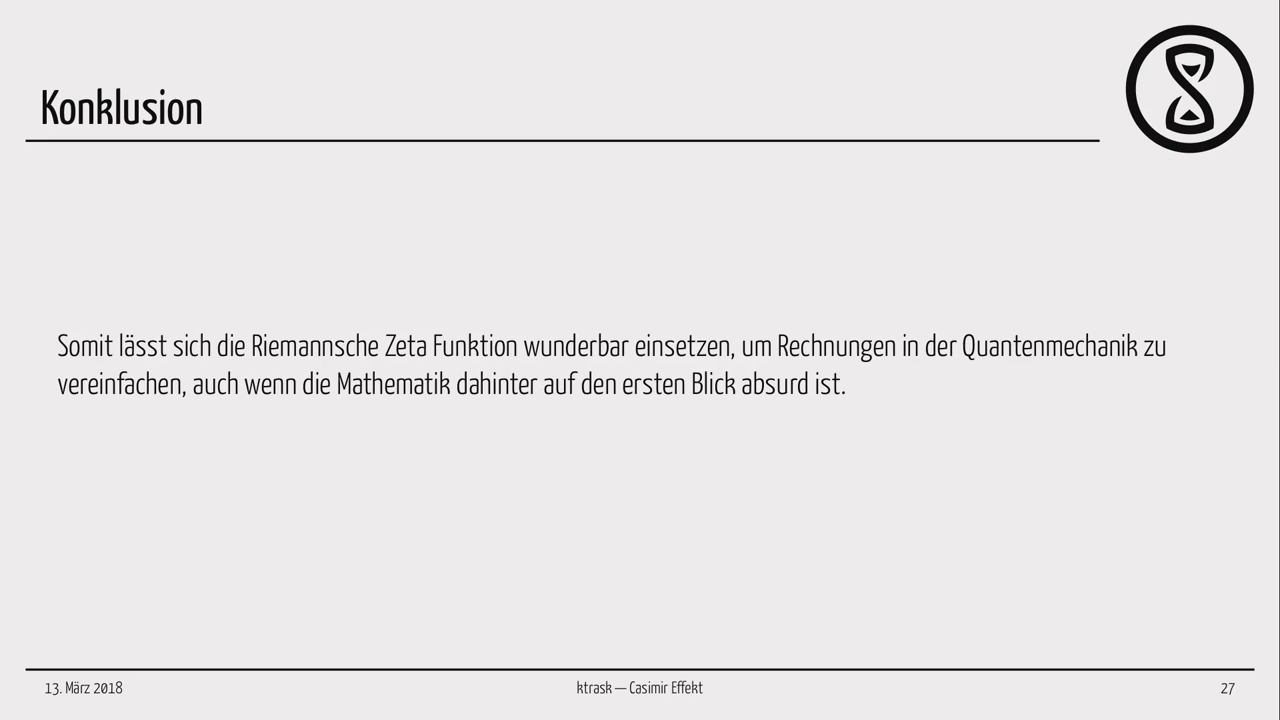 Konklusion
Somit lässt sich die Riemannsche Zeta Funktion wunderbar einsetzen, um Rechnungen in der Quantenmechanik zu
vereinfachen, auch wenn die Mathematik dahinter auf den ersten Blick absurd ist.
13. März 2018
ktrask — Casimir Effekt
27